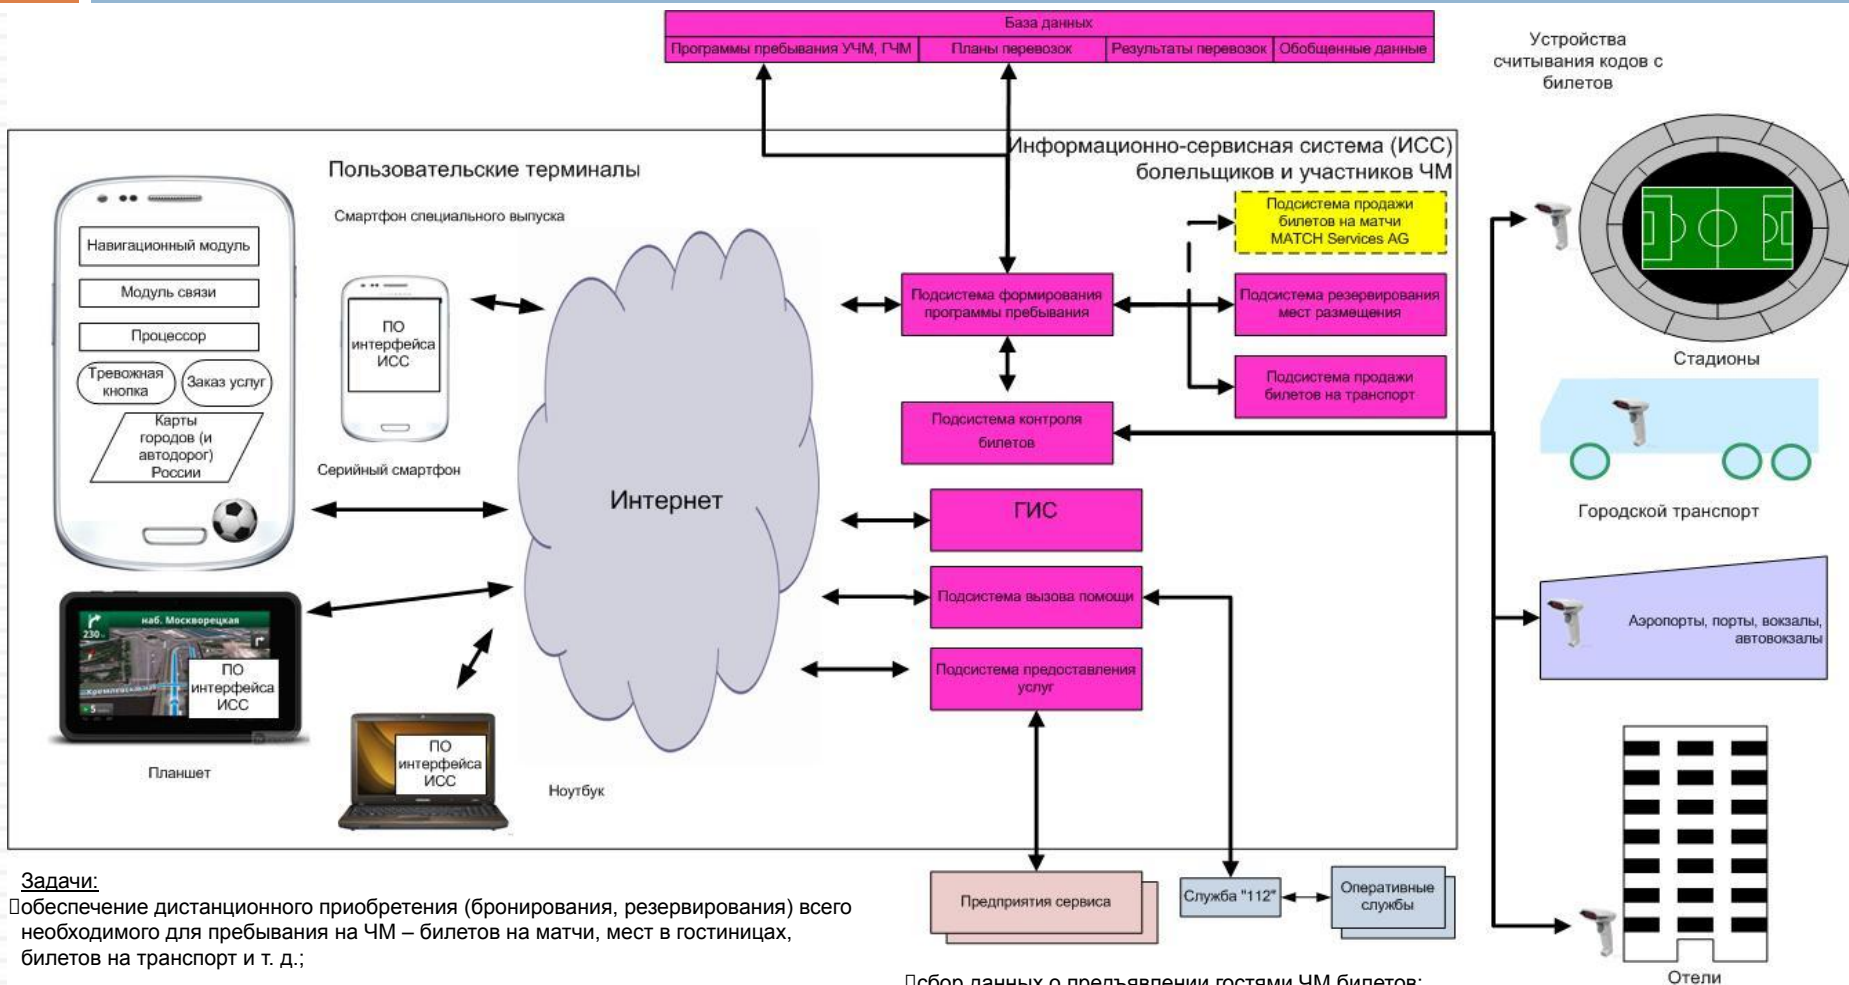 База данных
Программы пребывания УЧМ, ГЧМ
Планы перевозок
Результаты перевозок
Обобщенные данные
Устройства
считывания кодов с
билетов
Информационно-сервисная система (ИСС)
болельщиков и участников ЧМ
Пользовательские терминалы
Смартфон специального выпуска
Навигационный модуль
Модуль связи
Процессор
Тревожная
кнопка
Заказ услуг
Карты
городов (и
автодорог)
России
ПО
интерфейса
ИСС
Серийный смартфон
Интернет
Подсистема продажи
билетов на матчи
MATCH Services AG
Подсистема формирования
программы пребывания
Подсистема резервирования
мест размещения
Подсистема продажи
билетов на транспорт
Подсистема контроля
билетов
ГИС
Подсистема вызова помощи
Подсистема предоставления
услуг
Стадионы
Городской транспорт
Аэропорты, порты, вокзалы,
автовокзалы
Отели
наб. Москворецкая
230
5
ПО
интерфейса
ИСС
Планшет
ПО
интерфейса
ИСС
Ноутбук
Предприятия сервиса
Служба "112"
Оперативные
службы
Задачи:
обеспечение дистанционного приобретения (бронирования, резервирования) всего
необходимого для пребывания на ЧМ – билетов на матчи, мест в гостиницах,
билетов на транспорт и т. д.;
сбор данных о предъявлении гостями ЧМ билетов;